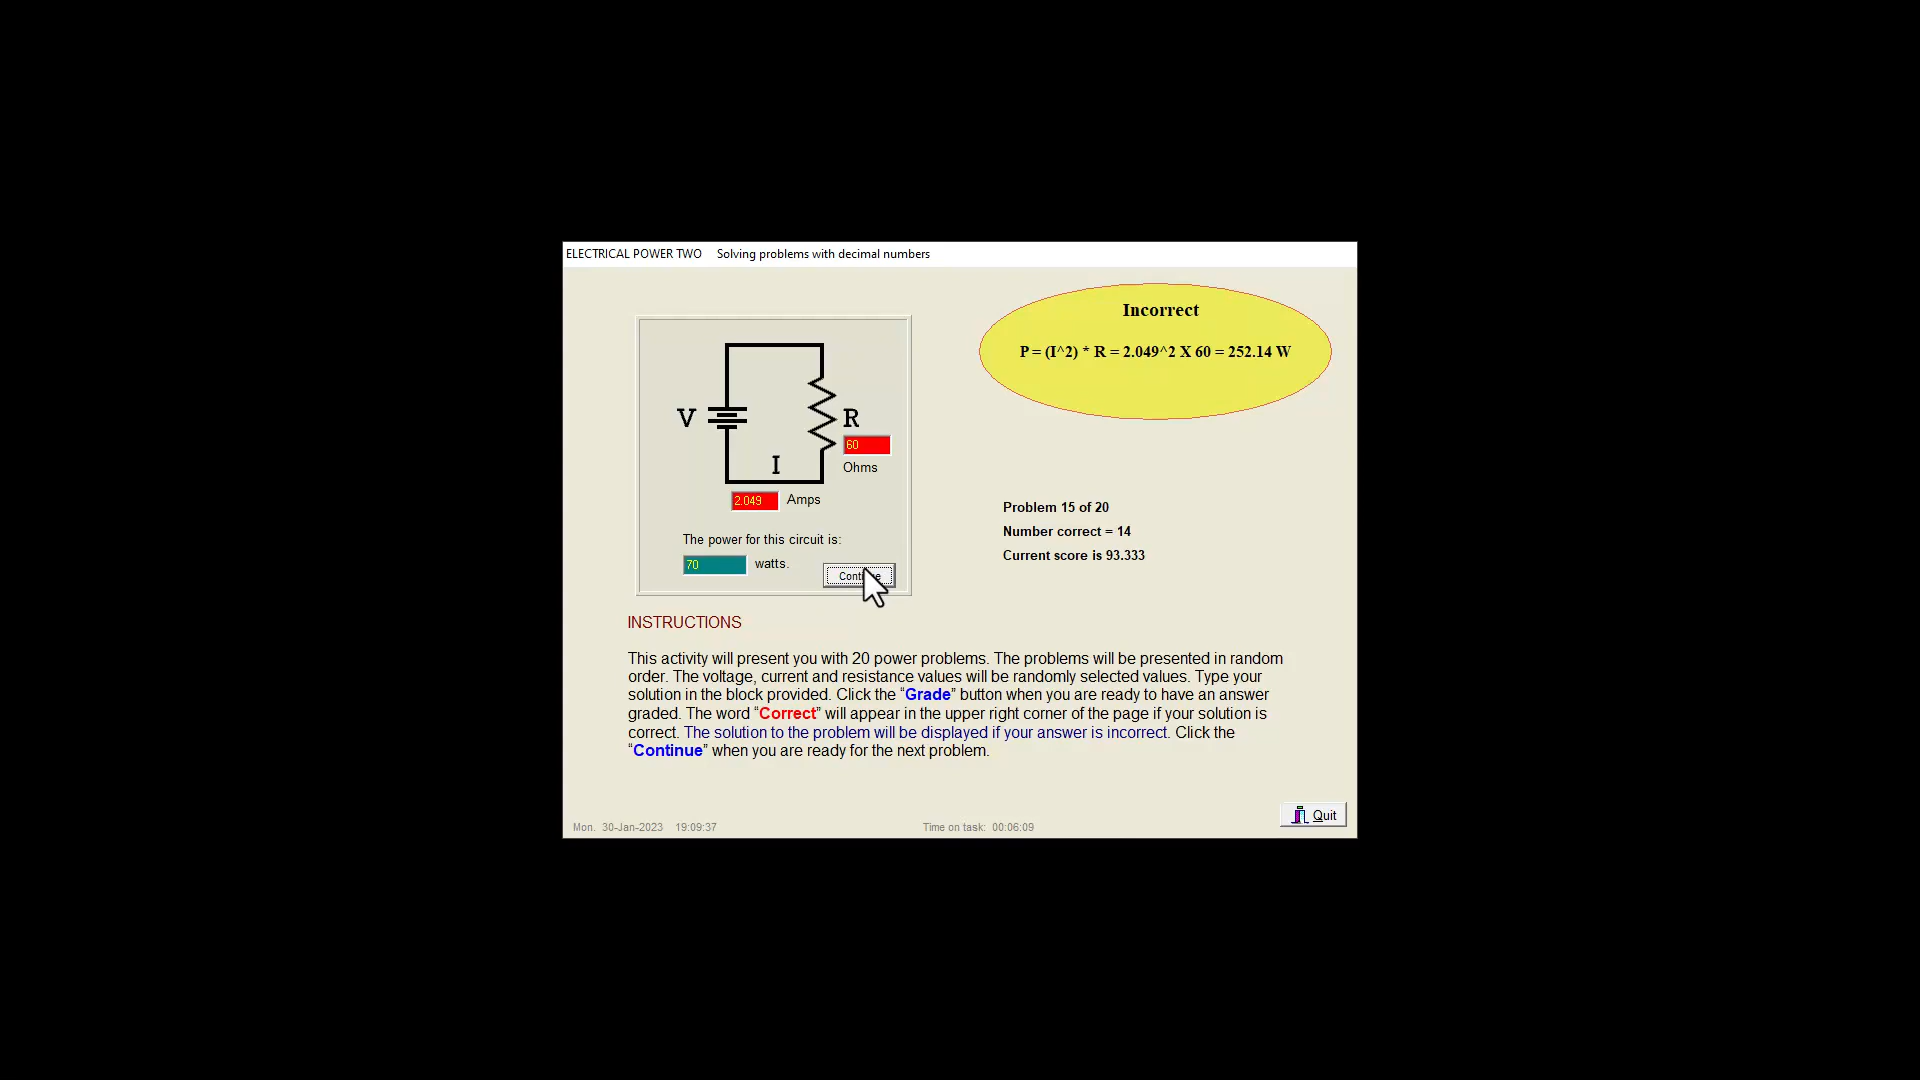 ELECTRICAL POWER TWO Solving problems with decimal numbers
Incorrect
P = (I^2) * R = 2.049^2 X 60 = 252.14 W
V
R
60
Ohms
I
2.049 Amps
Problem 15 of 20
Number correct = 14
Current score is 93.333
The power for this circuit is:
70 watts.
INSTRUCTIONS
This activity will present you with 20 power problems. The problems will be presented in random
order. The voltage, current and resistance values will be randomly selected values. Type your
solution in the block provided. Click the “Grade” button when you are ready to have an answer
graded. The word “Correct” will appear in the upper right corner of the page if your solution is
correct. The solution to the problem will be displayed if your answer is incorrect. Click the
“Continue” when you are ready for the next problem.
Quit
Mon. 30-Jan-2023 19:09:37 Time on task: 00:06:09